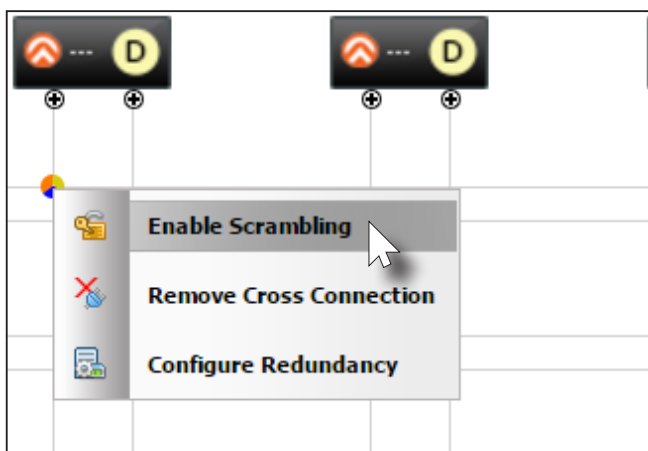 --- D
--- D
Enable Scrambling
Remove Cross Connection
Configure Redundancy